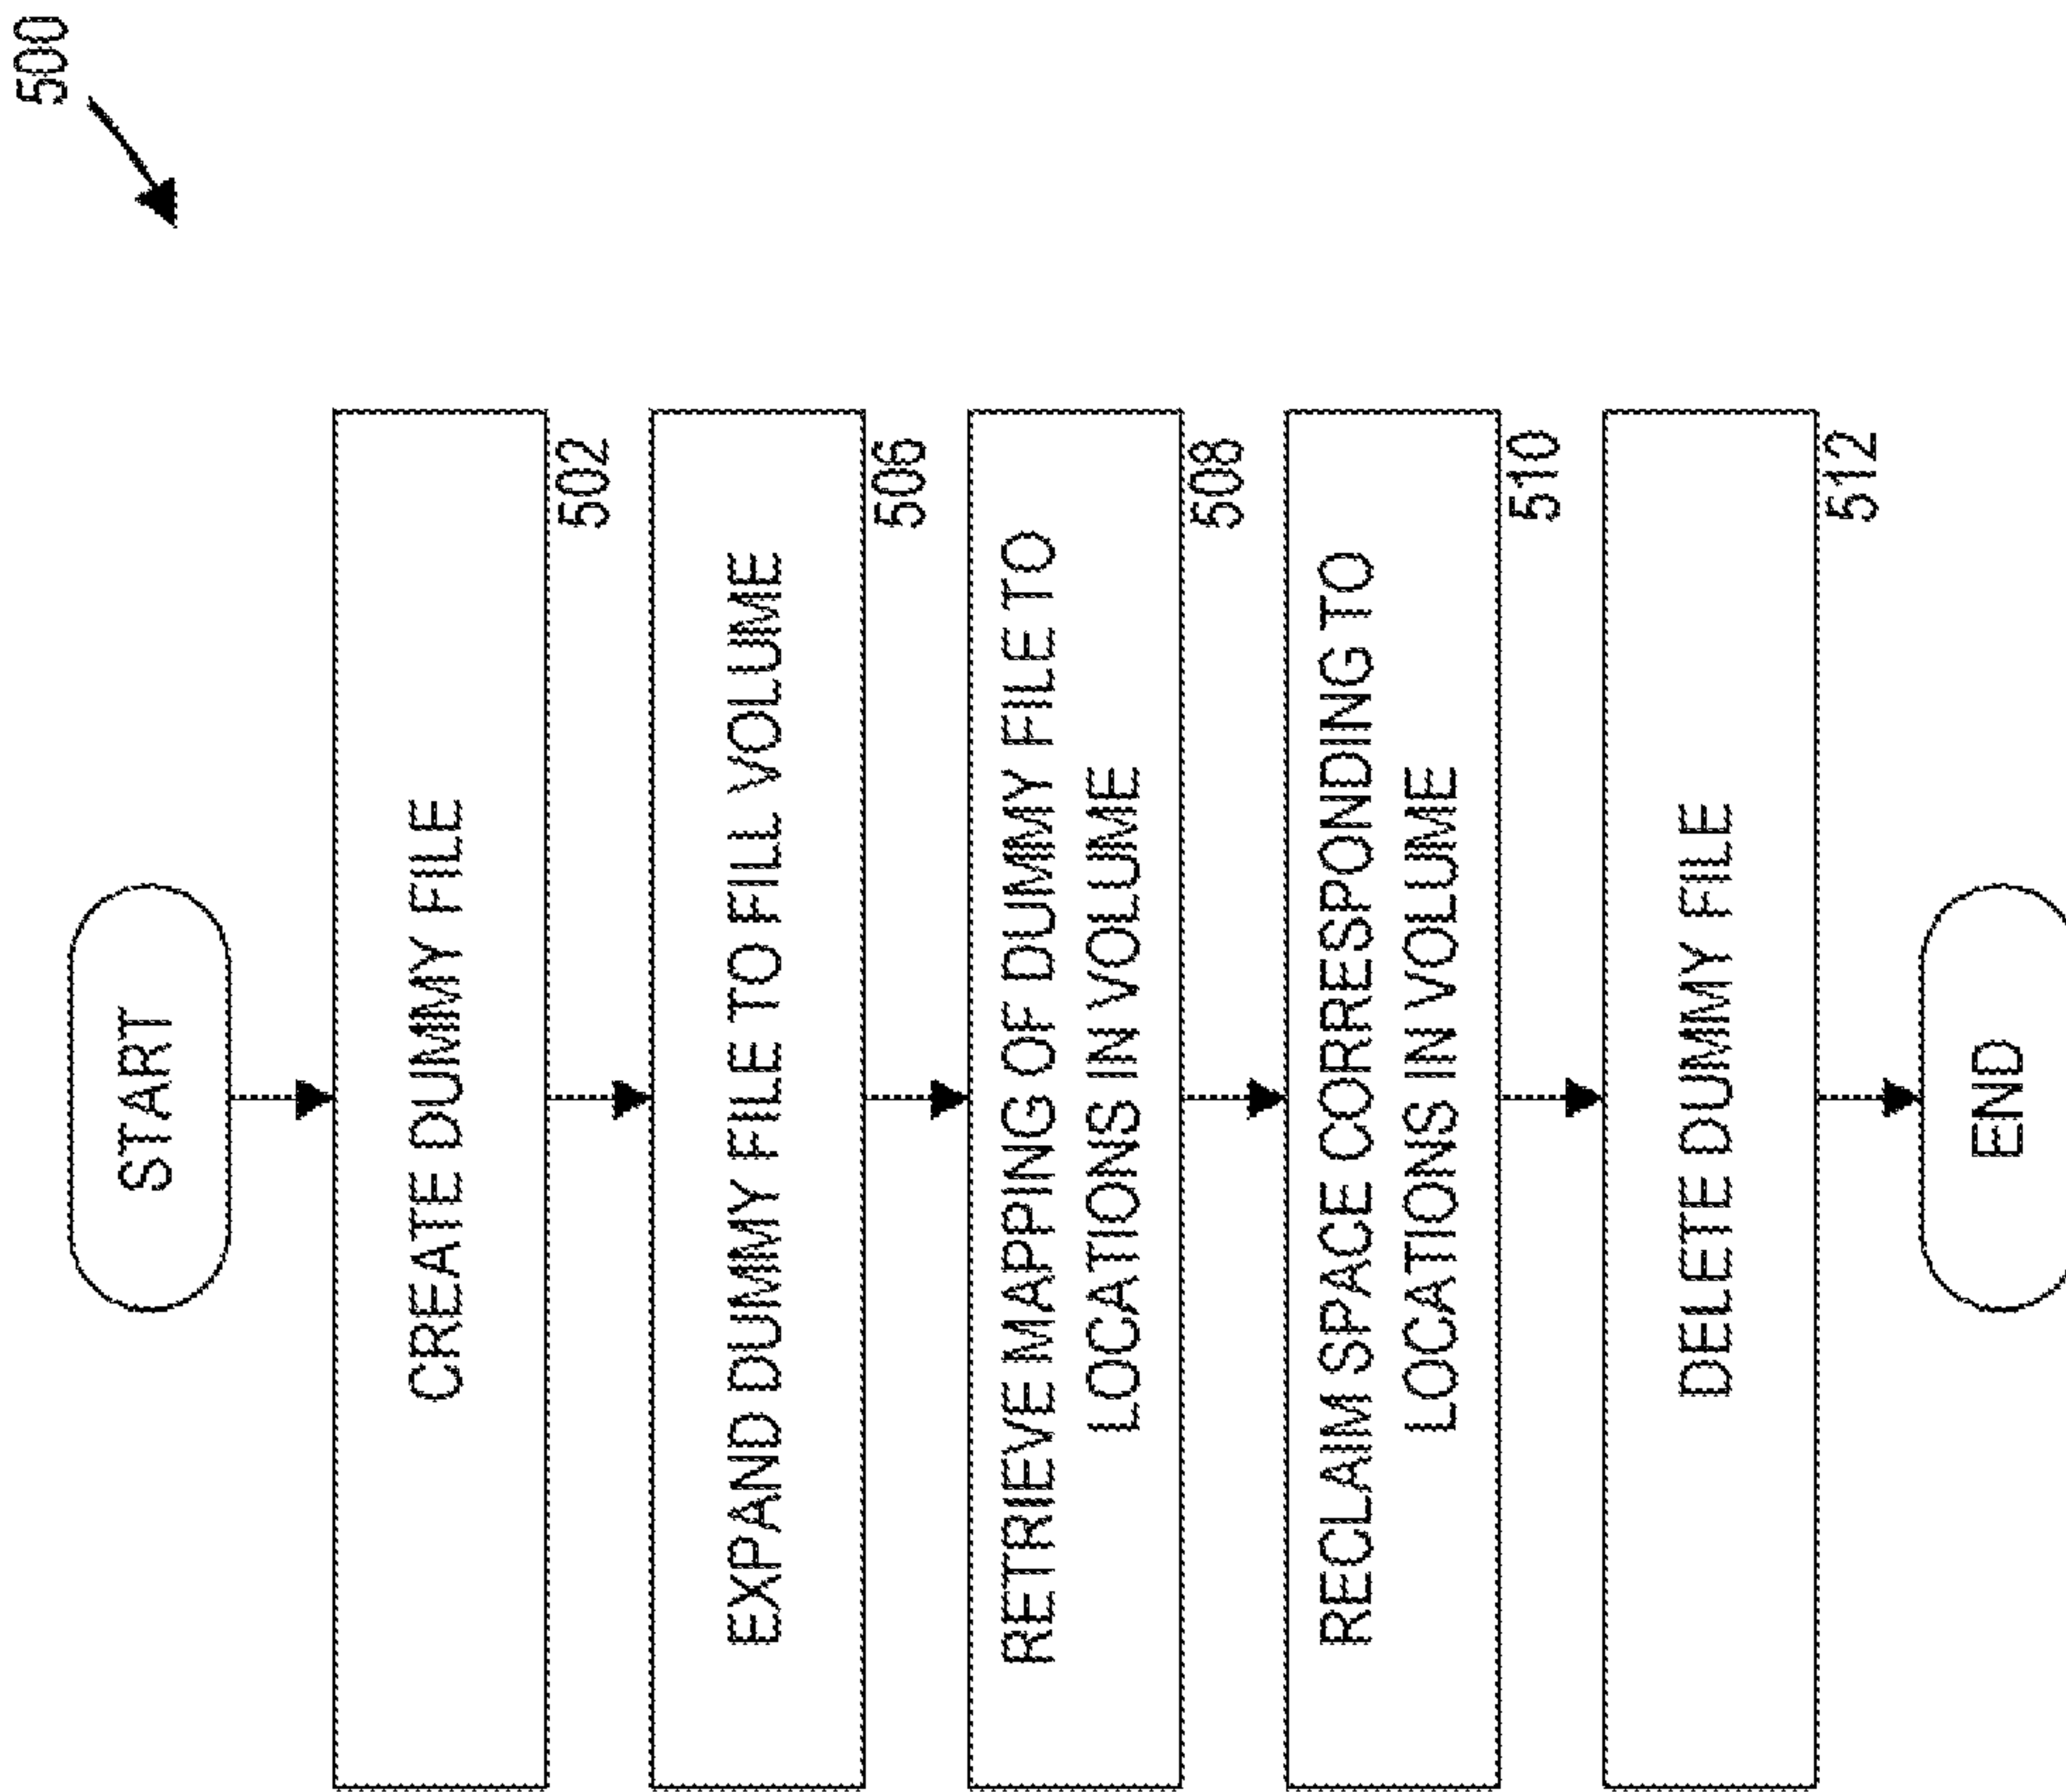 500
START
CREATE DUMMY FILE
502
EXPAND DUMMY FILE TO FILL VOLUME
506
RETRIEVE MAPPING OF DUMMY FILE TO
LOCATIONS IN VOLUME
508
RECLAIM SPACE CORRESPONDING TO
LOCATIONS IN VOLUME
510
DELETE DUMMY FILE
512
END